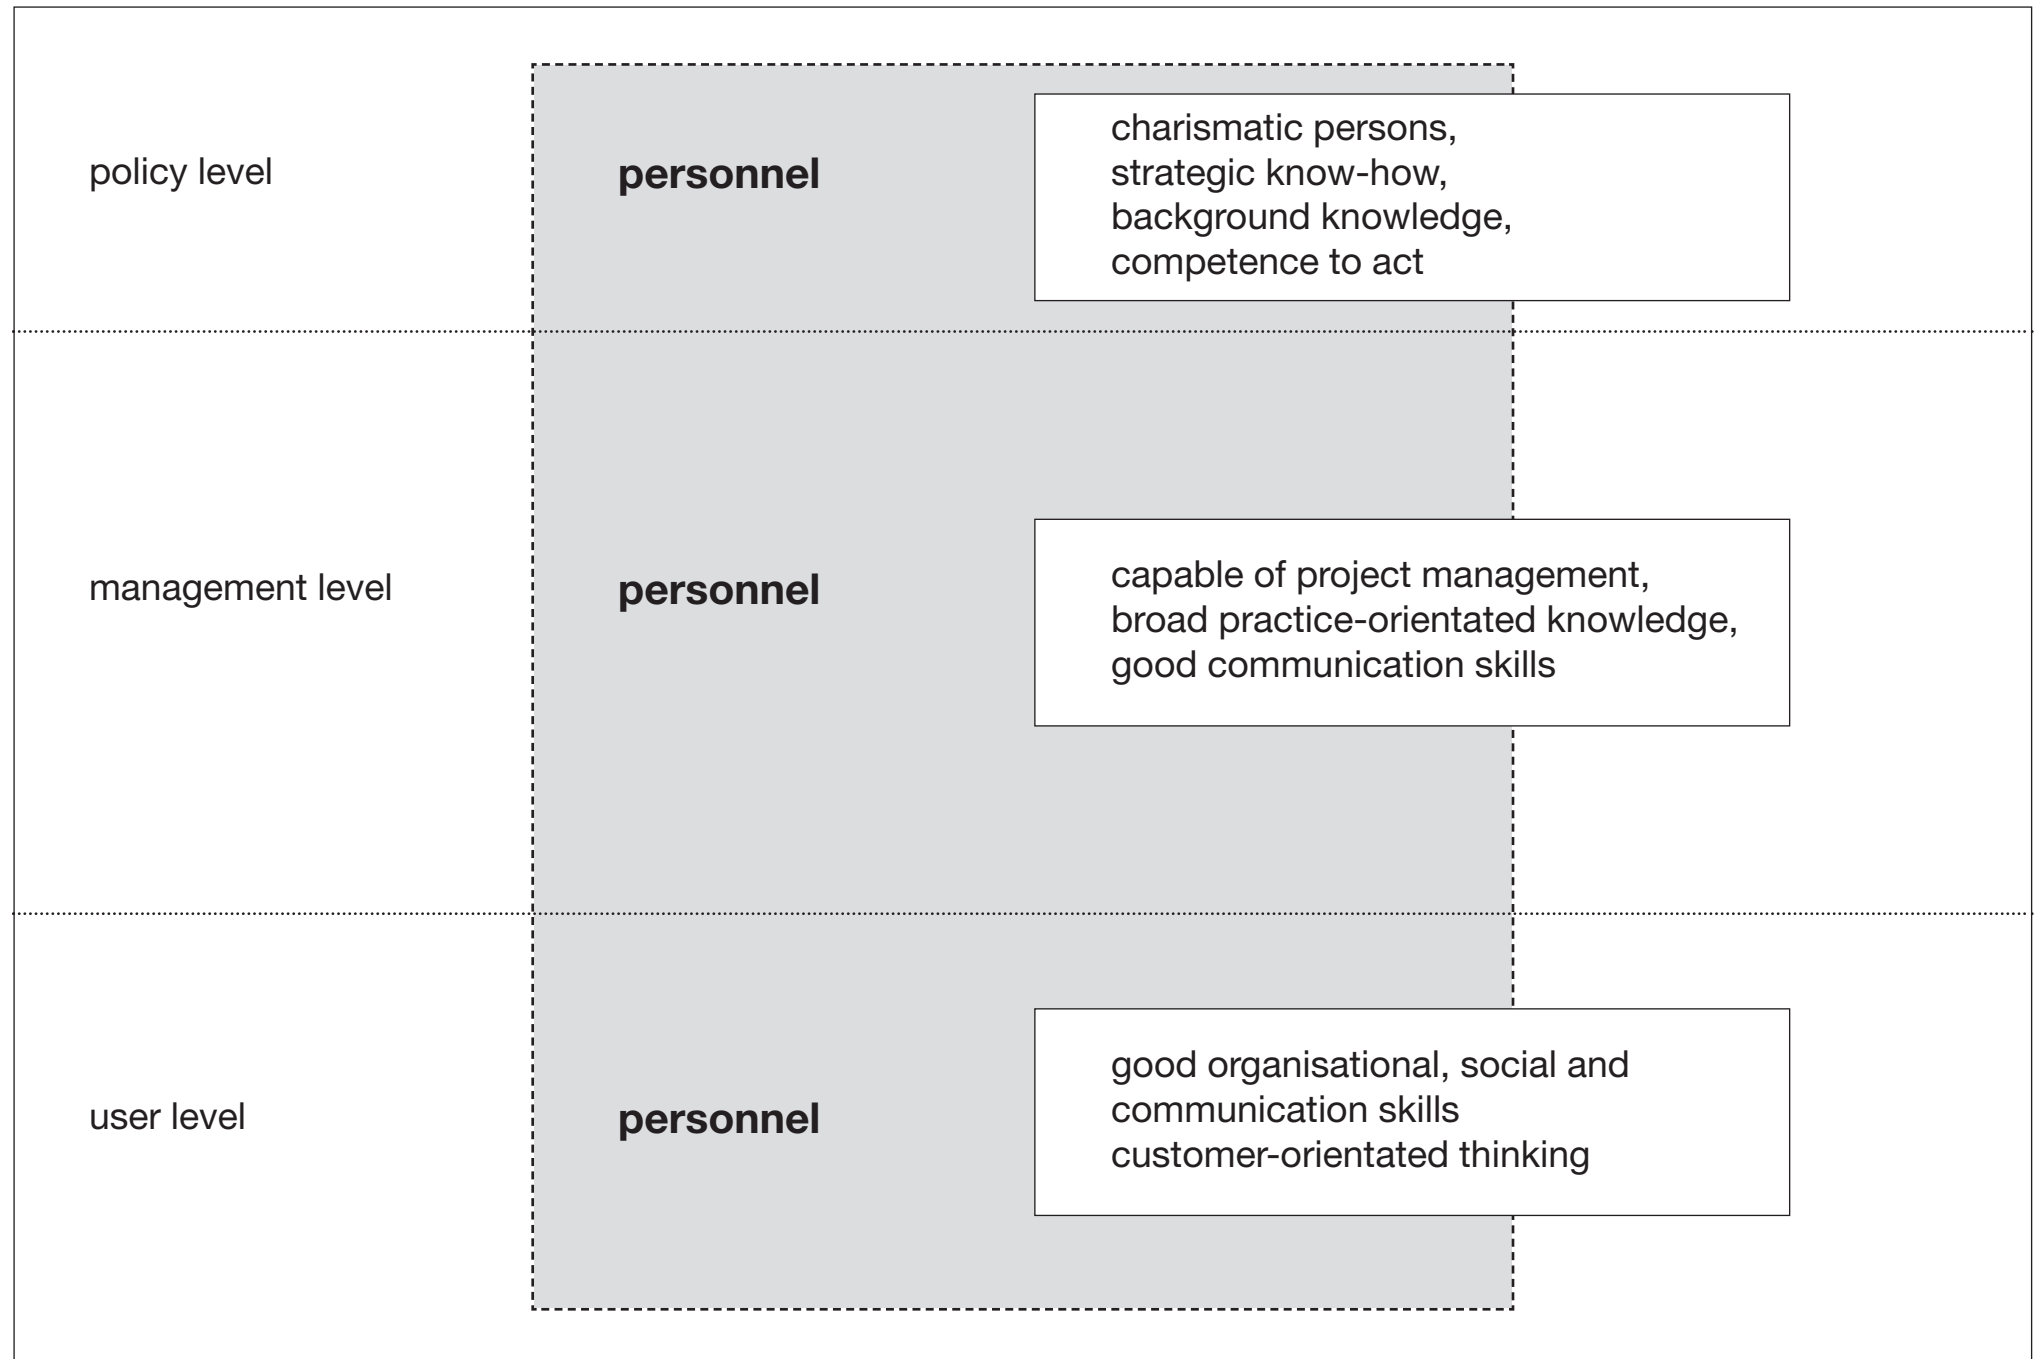 policy level
personnel
charismatic persons,
strategic know-how,
background knowledge,
competence to act
management level
personnel
capable of project management,
broad practice-orientated knowledge,
good communication skills
user level
personnel
good organisational, social and
communication skills
customer-orientated thinking